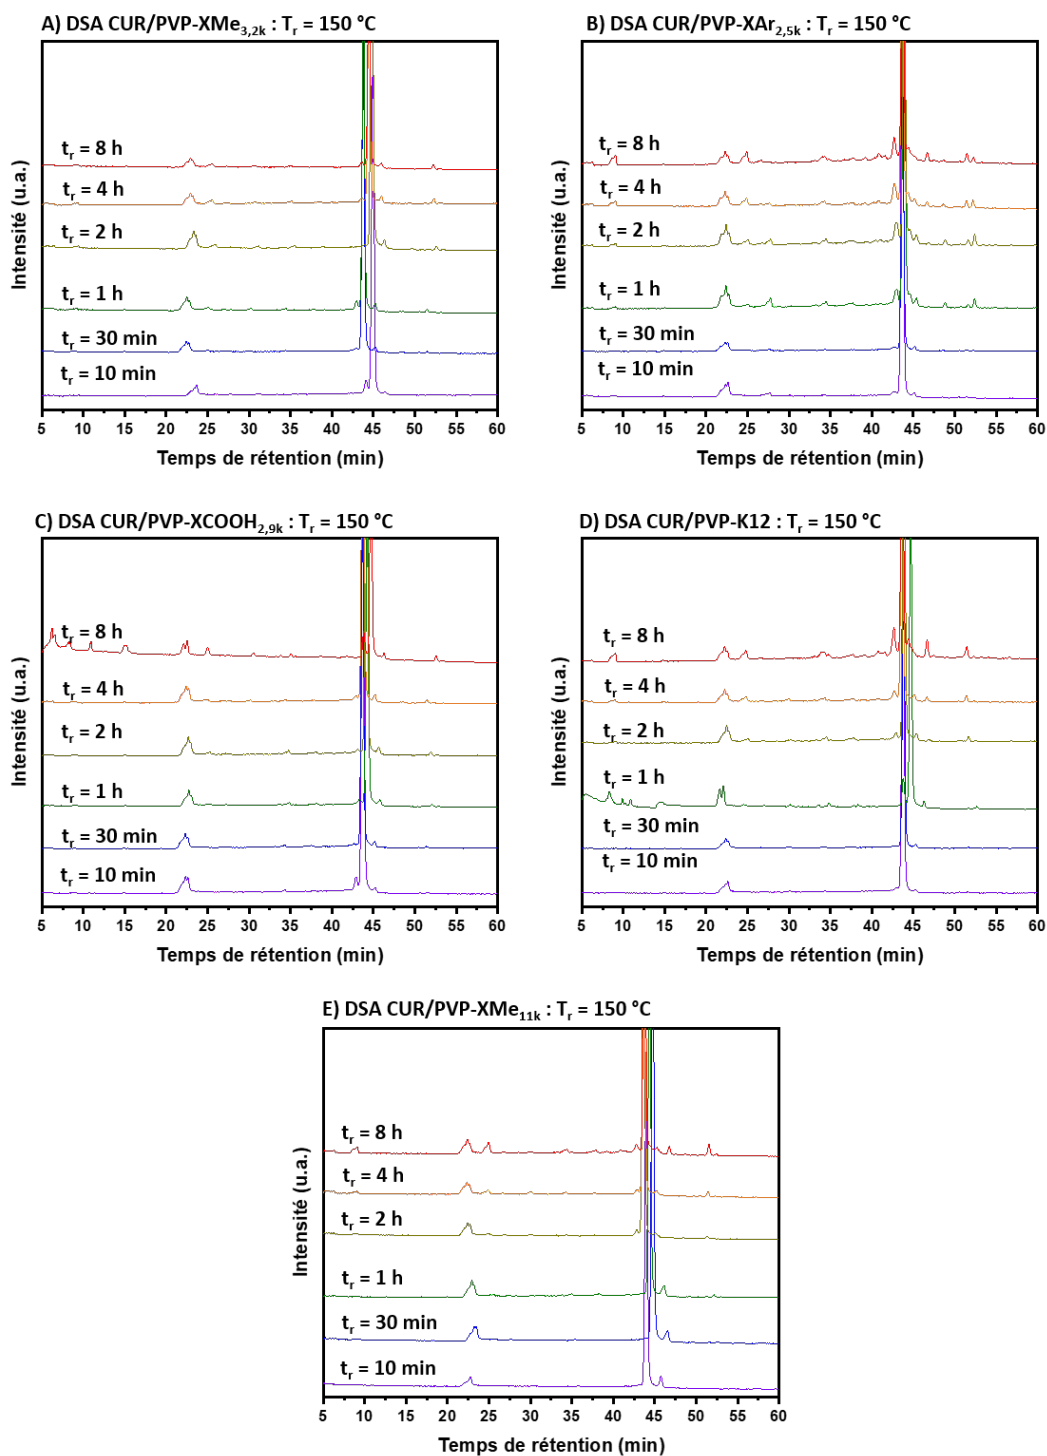 A) DSA CUR/PVP-XMe3,2k : Tr = 150 °C
Intensité (u.a.)
tr = 8 h
tr = 4 h
tr = 2 h
tr = 1 h
tr = 30 min
tr = 10 min
5 10 15 20 25 30 35 40 45 50 55 60
Temps de rétention (min)
B) DSA CUR/PVP-XAr2,5k : Tr = 150 °C
Intensité (u.a.)
tr = 8 h
tr = 4 h
tr = 2 h
tr = 1 h
tr = 30 min
tr = 10 min
5 10 15 20 25 30 35 40 45 50 55 60
Temps de rétention (min)
C) DSA CUR/PVP-XCOOH2,9k : Tr = 150 °C
Intensité (u.a.)
tr = 8 h
tr = 4 h
tr = 2 h
tr = 1 h
tr = 30 min
tr = 10 min
5 10 15 20 25 30 35 40 45 50 55 60
Temps de rétention (min)
D) DSA CUR/PVP-K12 : Tr = 150 °C
Intensité (u.a.)
tr = 8 h
tr = 4 h
tr = 2 h
tr = 1 h
tr = 30 min
tr = 10 min
5 10 15 20 25 30 35 40 45 50 55 60
Temps de rétention (min)
E) DSA CUR/PVP-XMe11k : Tr = 150 °C
Intensité (u.a.)
tr = 8 h
tr = 4 h
tr = 2 h
tr = 1 h
tr = 30 min
tr = 10 min
5 10 15 20 25 30 35 40 45 50 55 60
Temps de rétention (min)